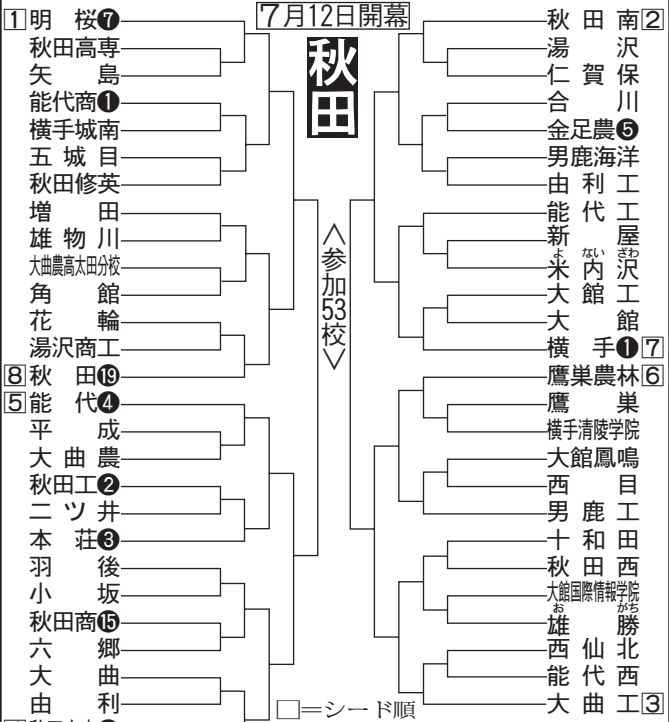 7月12日開幕
秋田
〈参加53校〉
1 明桜❼
秋田高専
矢島
能代商❶
横手城南
五城目
秋田修英
増田
雄物川
大曲農高太田分校
角館
花輪
湯沢商工
8 秋田⓳
5 能代❹
平成
大曲農
秋田工❷
二ツ井
本荘❸
羽後
小坂
秋田商⓯
六郷
大曲
由利
秋田南2
湯沢
仁賀保
合川
金足農❺
男鹿海洋
由利工
能代工
新屋
よないざわ
米内沢
大館工
大館
横手❶7
鷹巣農林6
鷹巣
横手清陵学院
大館鳳鳴
西目
男鹿工
十和田
秋田西
大館国際情報学院
おがち
雄勝
西仙北
能代西
大曲工3
□=シード順